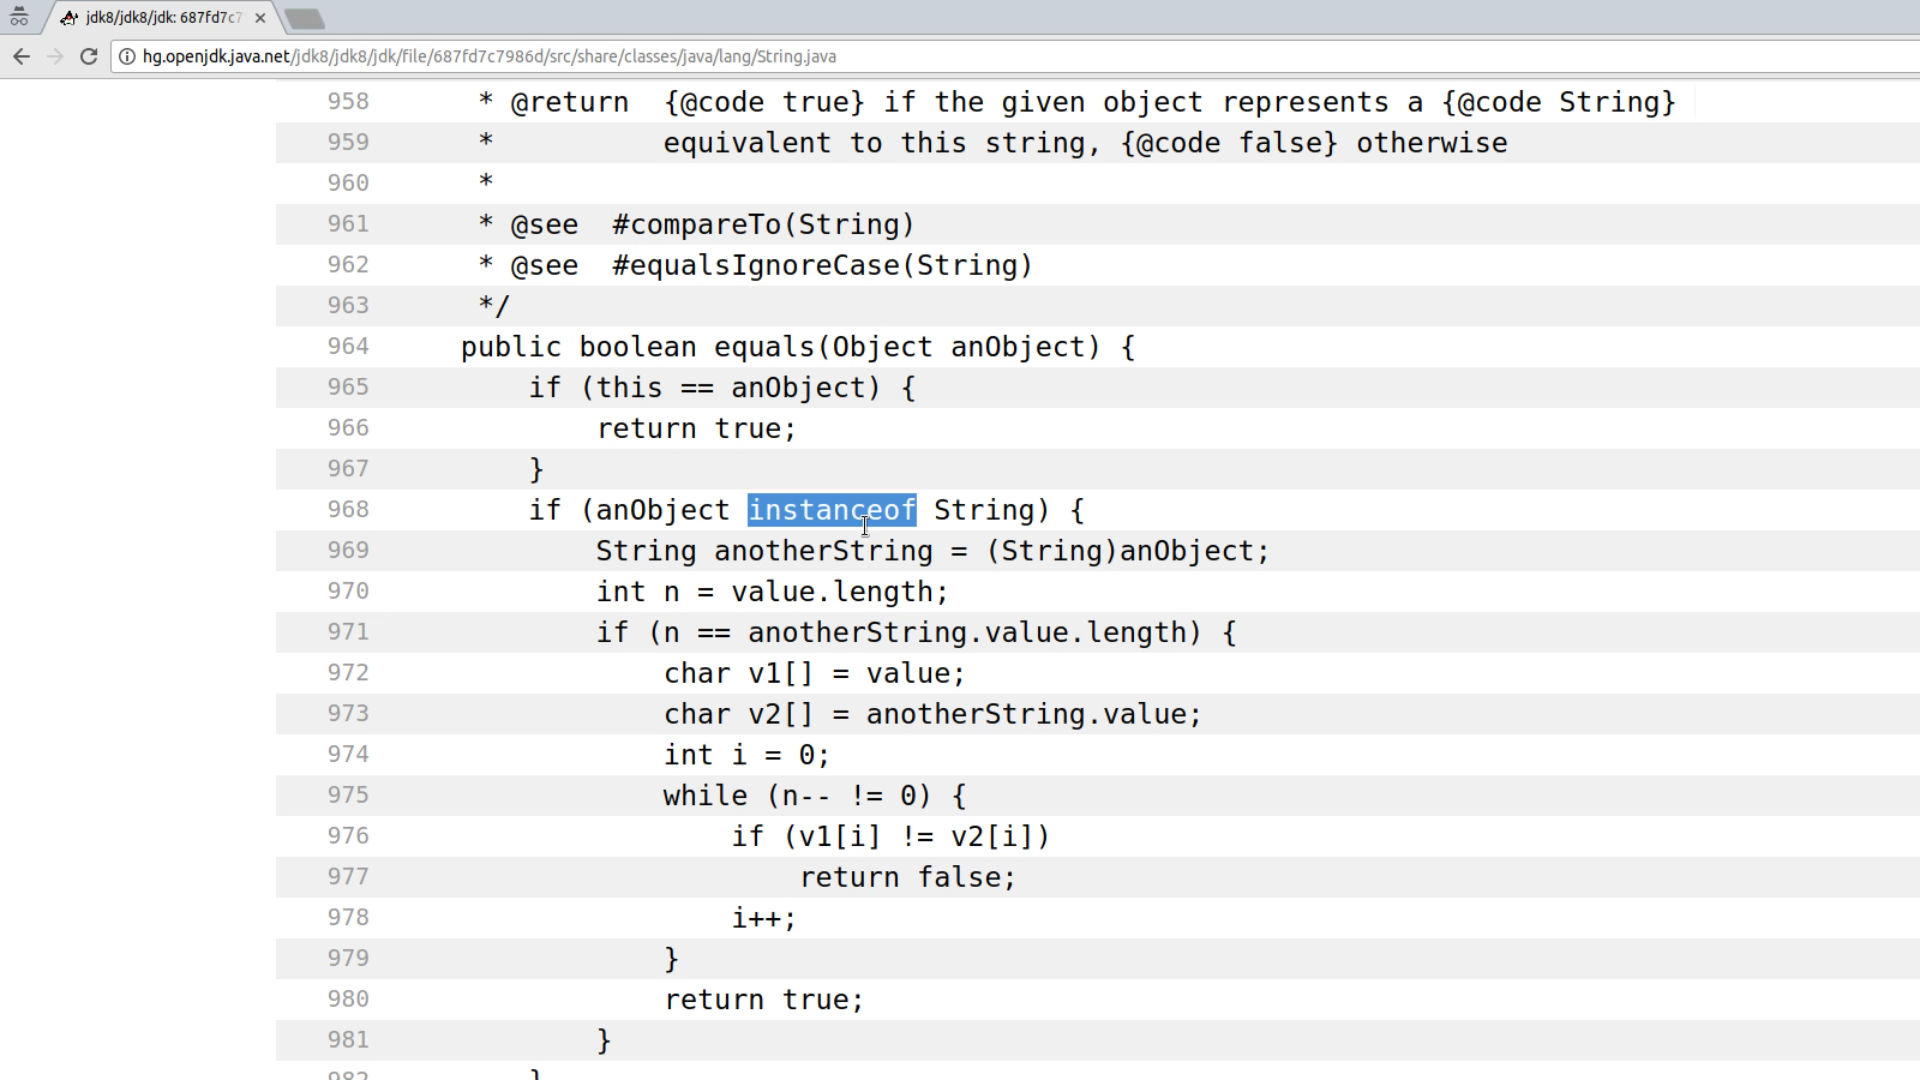 jdk8/jdk8/jdk: 687fd7c7
hg.openjdk.java.net/jdk8/jdk8/jdk/file/687fd7c7986d/src/share/classes/java/lang/String.java
958 * @return {@code true} if the given object represents a {@code String}
959 * equivalent to this string, {@code false} otherwise
960 *
961 * @see #compareTo(String)
962 * @see #equalsIgnoreCase(String)
963 */
964 public boolean equals(Object anObject) {
965 if (this == anObject) {
966 return true;
967 }
968 if (anObject instanceof String) {
969 String anotherString = (String)anObject;
970 int n = value.length;
971 if (n == anotherString.value.length) {
972 char v1[] = value;
973 char v2[] = anotherString.value;
974 int i = 0;
975 while (n-- != 0) {
976 if (v1[i] != v2[i])
977 return false;
978 i++;
979 }
980 return true;
981 }
982 }